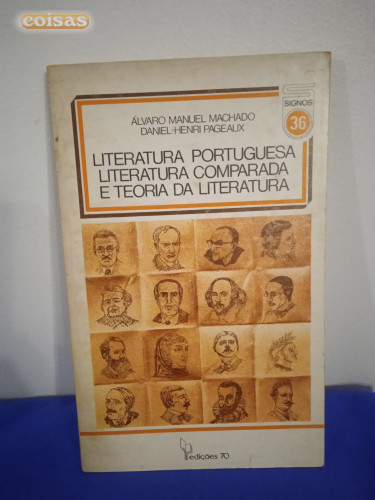 coisas
SIGNOS
36
ÁLVARO MANUEL MACHADO
DANIEL-HENRI PAGEAUX
LITERATURA PORTUGUESA
LITERATURA COMPARADA
E TEORIA DA LITERATURA
edições 70